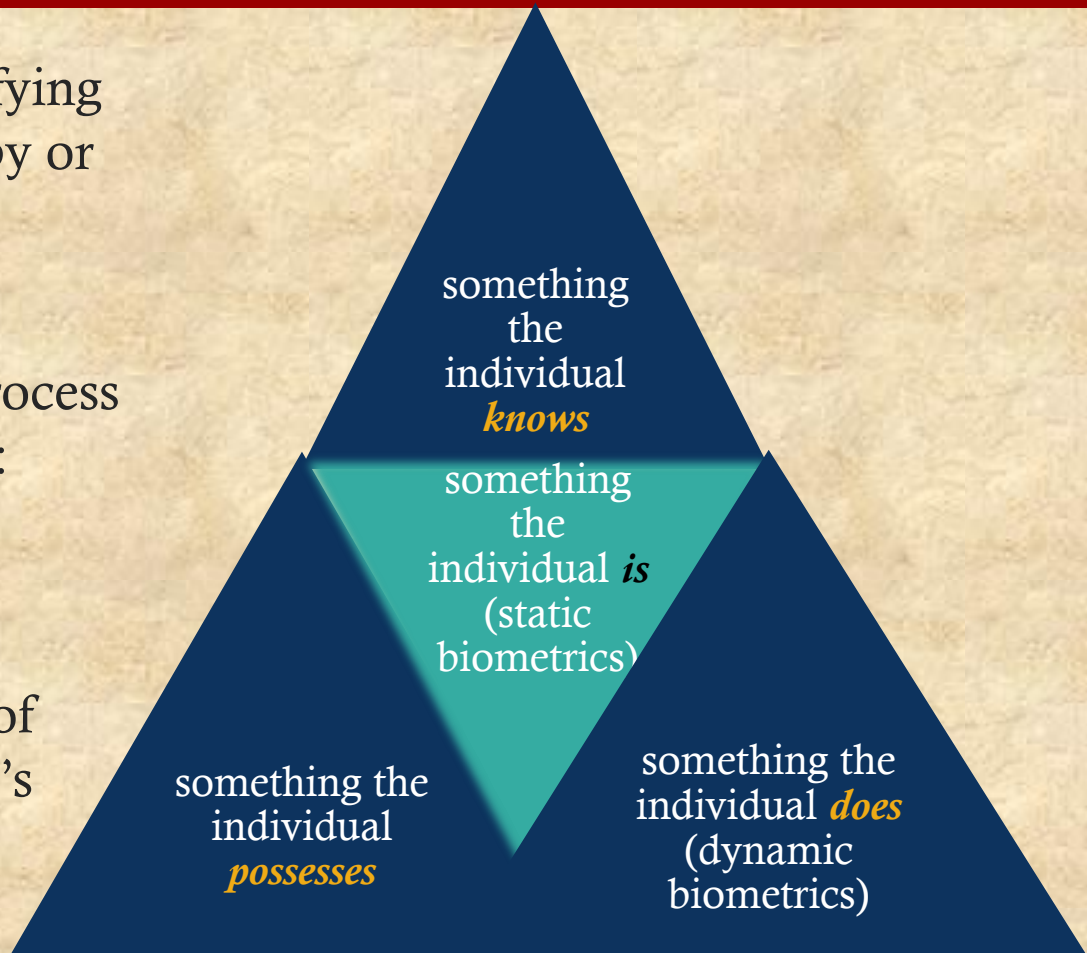 fying
by or
rocess
:
of
’s
something
the
individual
knows
something
the
individual is
(static
biometrics)
something the
individual
possesses
something the
individual does
(dynamic
biometrics)